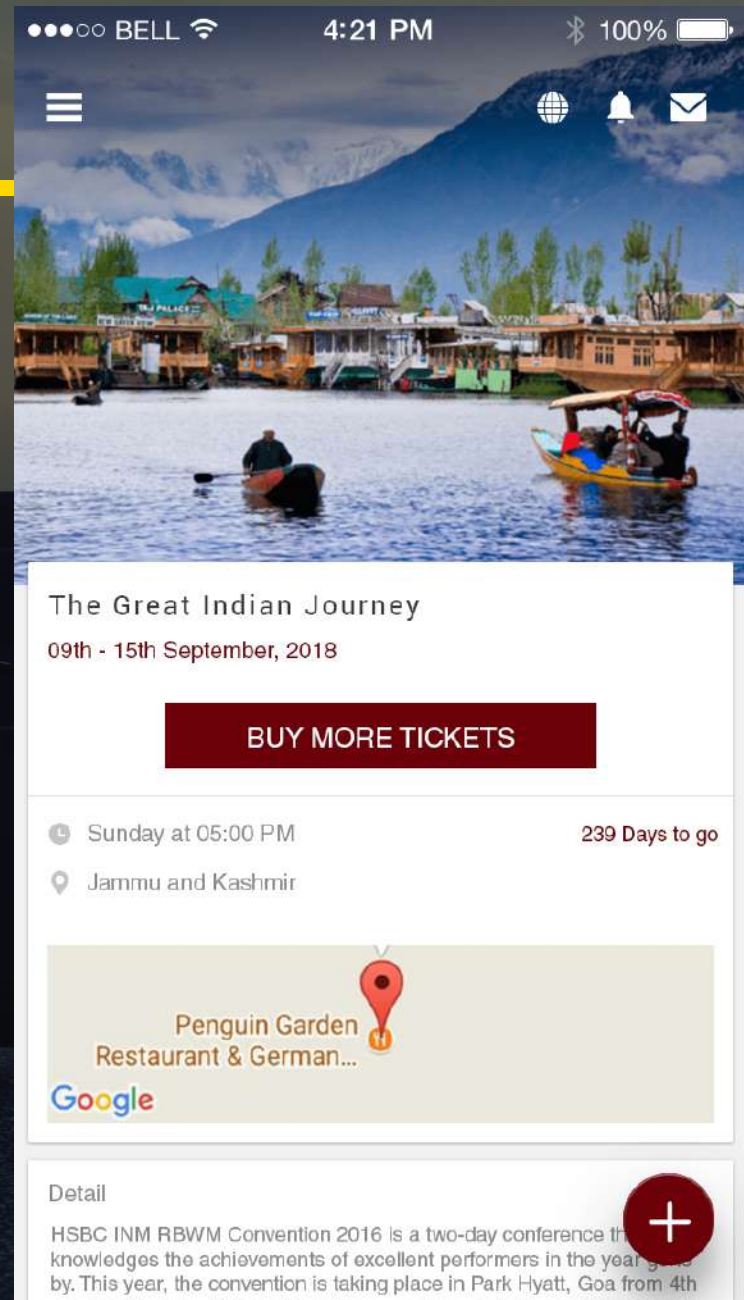 BELL 4:21 PM 100%
TAJ PALACE
The Great Indian Journey
09th - 15th September, 2018
BUY MORE TICKETS
Sunday at 05:00 PM 239 Days to go
Jammu and Kashmir
Penguin Garden
Restaurant & German...
Google
Detail
HSBC INM RBWM Convention 2016 is a two-day conference
knowledges the achievements of excellent performers in the year
by. This year, the convention is taking place in Park Hyatt, Goa from 4th